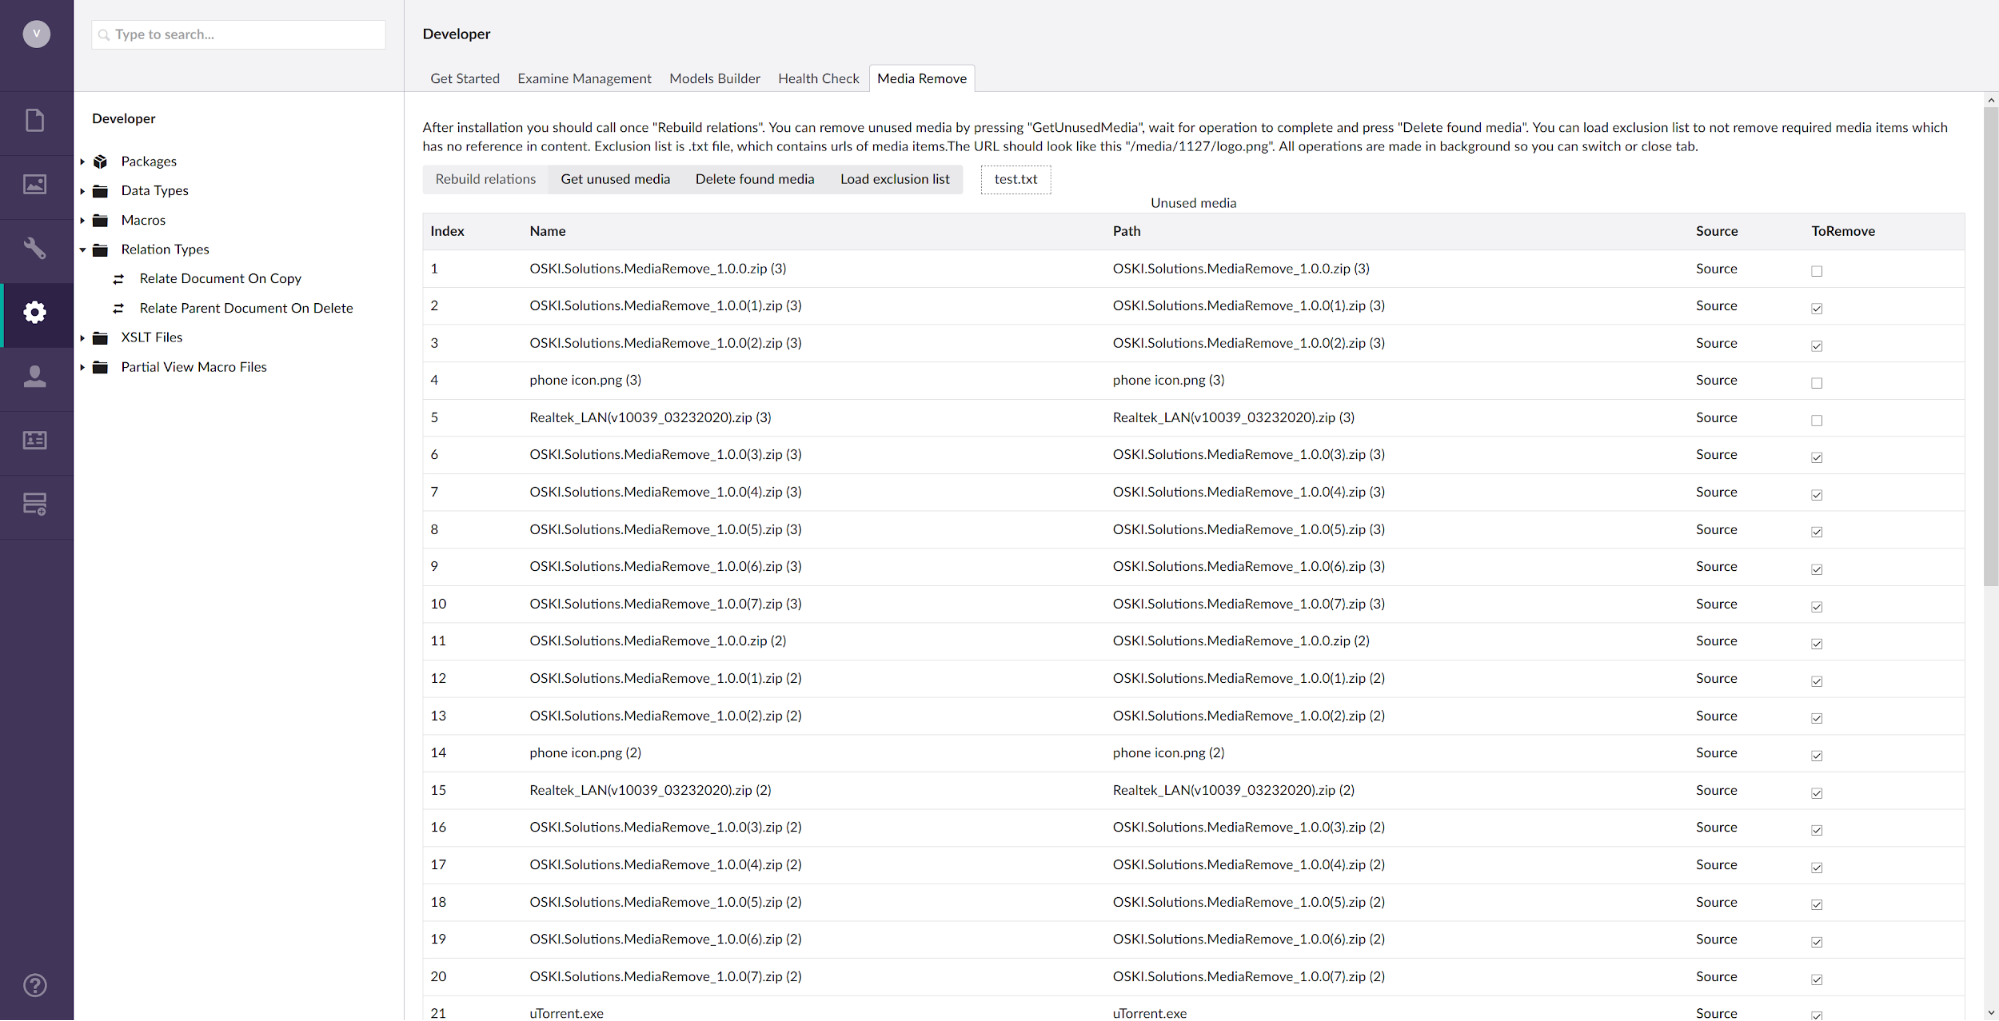 V
Type to search...
Developer
Get Started Examine Management Models Builder Health Check Media Remove
Developer
Packages
Data Types
Macros
Relation Types
Relate Document On Copy
Relate Parent Document On Delete
XSLT Files
Partial View Macro Files
After installation you should call once "Rebuild relations". You can remove unused media by pressing "GetUnusedMedia", wait for operation to complete and press "Delete found media". You can load exclusion list to not remove required media items which
has no reference in content. Exclusion list is .txt file, which contains urls of media items.The URL should look like this "/media/1127/logo.png". All operations are made in background so you can switch or close tab.
Rebuild relations Get unused media Delete found media Load exclusion list test.txt
Unused media
Index Name Path Source ToRemove
1 OSKI.Solutions.MediaRemove_1.0.0.zip (3) OSKI.Solutions.MediaRemove_1.0.0.zip (3) Source
2 OSKI.Solutions.MediaRemove_1.0.0(1).zip (3) OSKI.Solutions.MediaRemove_1.0.0(1).zip (3) Source
3 OSKI.Solutions.MediaRemove_1.0.0(2).zip (3) OSKI.Solutions.MediaRemove_1.0.0(2).zip (3) Source
4 phone icon.png (3) phone icon.png (3) Source
5 Realtek_LAN(v10039_03232020).zip (3) Realtek_LAN(v10039_03232020).zip (3) Source
6 OSKI.Solutions.MediaRemove_1.0.0(3).zip (3) OSKI.Solutions.MediaRemove_1.0.0(3).zip (3) Source
7 OSKI.Solutions.MediaRemove_1.0.0(4).zip (3) OSKI.Solutions.MediaRemove_1.0.0(4).zip (3) Source
8 OSKI.Solutions.MediaRemove_1.0.0(5).zip (3) OSKI.Solutions.MediaRemove_1.0.0(5).zip (3) Source
9 OSKI.Solutions.MediaRemove_1.0.0(6).zip (3) OSKI.Solutions.MediaRemove_1.0.0(6).zip (3) Source
10 OSKI.Solutions.MediaRemove_1.0.0(7).zip (3) OSKI.Solutions.MediaRemove_1.0.0(7).zip (3) Source
11 OSKI.Solutions.MediaRemove_1.0.0.zip (2) OSKI.Solutions.MediaRemove_1.0.0.zip (2) Source
12 OSKI.Solutions.MediaRemove_1.0.0(1).zip (2) OSKI.Solutions.MediaRemove_1.0.0(1).zip (2) Source
13 OSKI.Solutions.MediaRemove_1.0.0(2).zip (2) OSKI.Solutions.MediaRemove_1.0.0(2).zip (2) Source
14 phone icon.png (2) phone icon.png (2) Source
15 Realtek_LAN(v10039_03232020).zip (2) Realtek_LAN(v10039_03232020).zip (2) Source
16 OSKI.Solutions.MediaRemove_1.0.0(3).zip (2) OSKI.Solutions.MediaRemove_1.0.0(3).zip (2) Source
17 OSKI.Solutions.MediaRemove_1.0.0(4).zip (2) OSKI.Solutions.MediaRemove_1.0.0(4).zip (2) Source
18 OSKI.Solutions.MediaRemove_1.0.0(5).zip (2) OSKI.Solutions.MediaRemove_1.0.0(5).zip (2) Source
19 OSKI.Solutions.MediaRemove_1.0.0(6).zip (2) OSKI.Solutions.MediaRemove_1.0.0(6).zip (2) Source
20 OSKI.Solutions.MediaRemove_1.0.0(7).zip (2) OSKI.Solutions.MediaRemove_1.0.0(7).zip (2) Source
21 uTorrent.exe uTorrent.exe Source